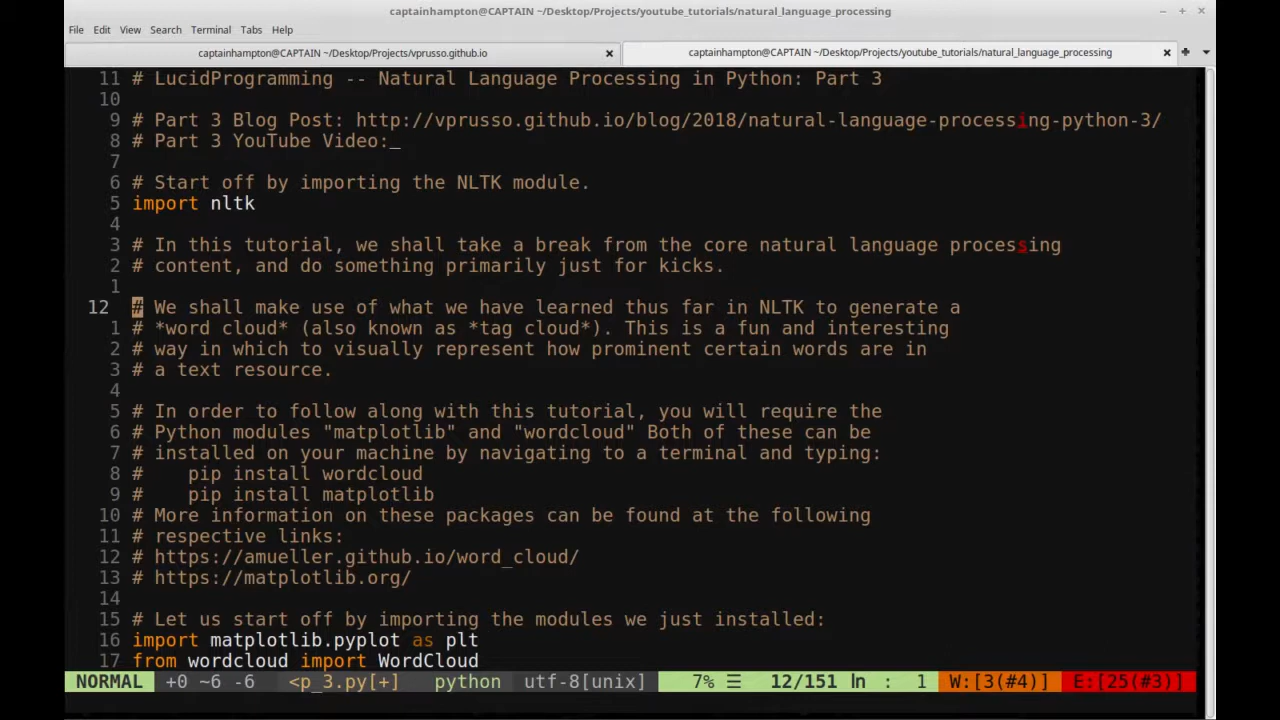 captainhampton@CAPTAIN ~/Desktop/Projects/youtube_tutorials/natural_language_processing
File Edit View Search Terminal Tabs Help
captainhampton@CAPTAIN ~/Desktop/Projects/vprusso.github.io × captainhampton@CAPTAIN ~/Desktop/Projects/youtube_tutorials/natural_language_processing ×
11 # LucidProgramming -- Natural Language Processing in Python: Part 3
10
9 # Part 3 Blog Post: http://vprusso.github.io/blog/2018/natural-language-processing-python-3/
8 # Part 3 YouTube Video:_
7
6 # Start off by importing the NLTK module.
5 import nltk
4
3 # In this tutorial, we shall take a break from the core natural language processing
2 # content, and do something primarily just for kicks.
1
12 # We shall make use of what we have learned thus far in NLTK to generate a
1 # *word cloud* (also known as *tag cloud*). This is a fun and interesting
2 # way in which to visually represent how prominent certain words are in
3 # a text resource.
4
5 # In order to follow along with this tutorial, you will require the
6 # Python modules "matplotlib" and "wordcloud" Both of these can be
7 # installed on your machine by navigating to a terminal and typing:
8 #    pip install wordcloud
9 #    pip install matplotlib
10 # More information on these packages can be found at the following
11 # respective links:
12 # https://amueller.github.io/word_cloud/
13 # https://matplotlib.org/
14
15 # Let us start off by importing the modules we just installed:
16 import matplotlib.pyplot as plt
17 from wordcloud import WordCloud
NORMAL +0 ~6 -6 <p_3.py[+] python utf-8[unix] 7% ☰ 12/151 ln : 1 W:[3(#4)] E:[25(#3)]